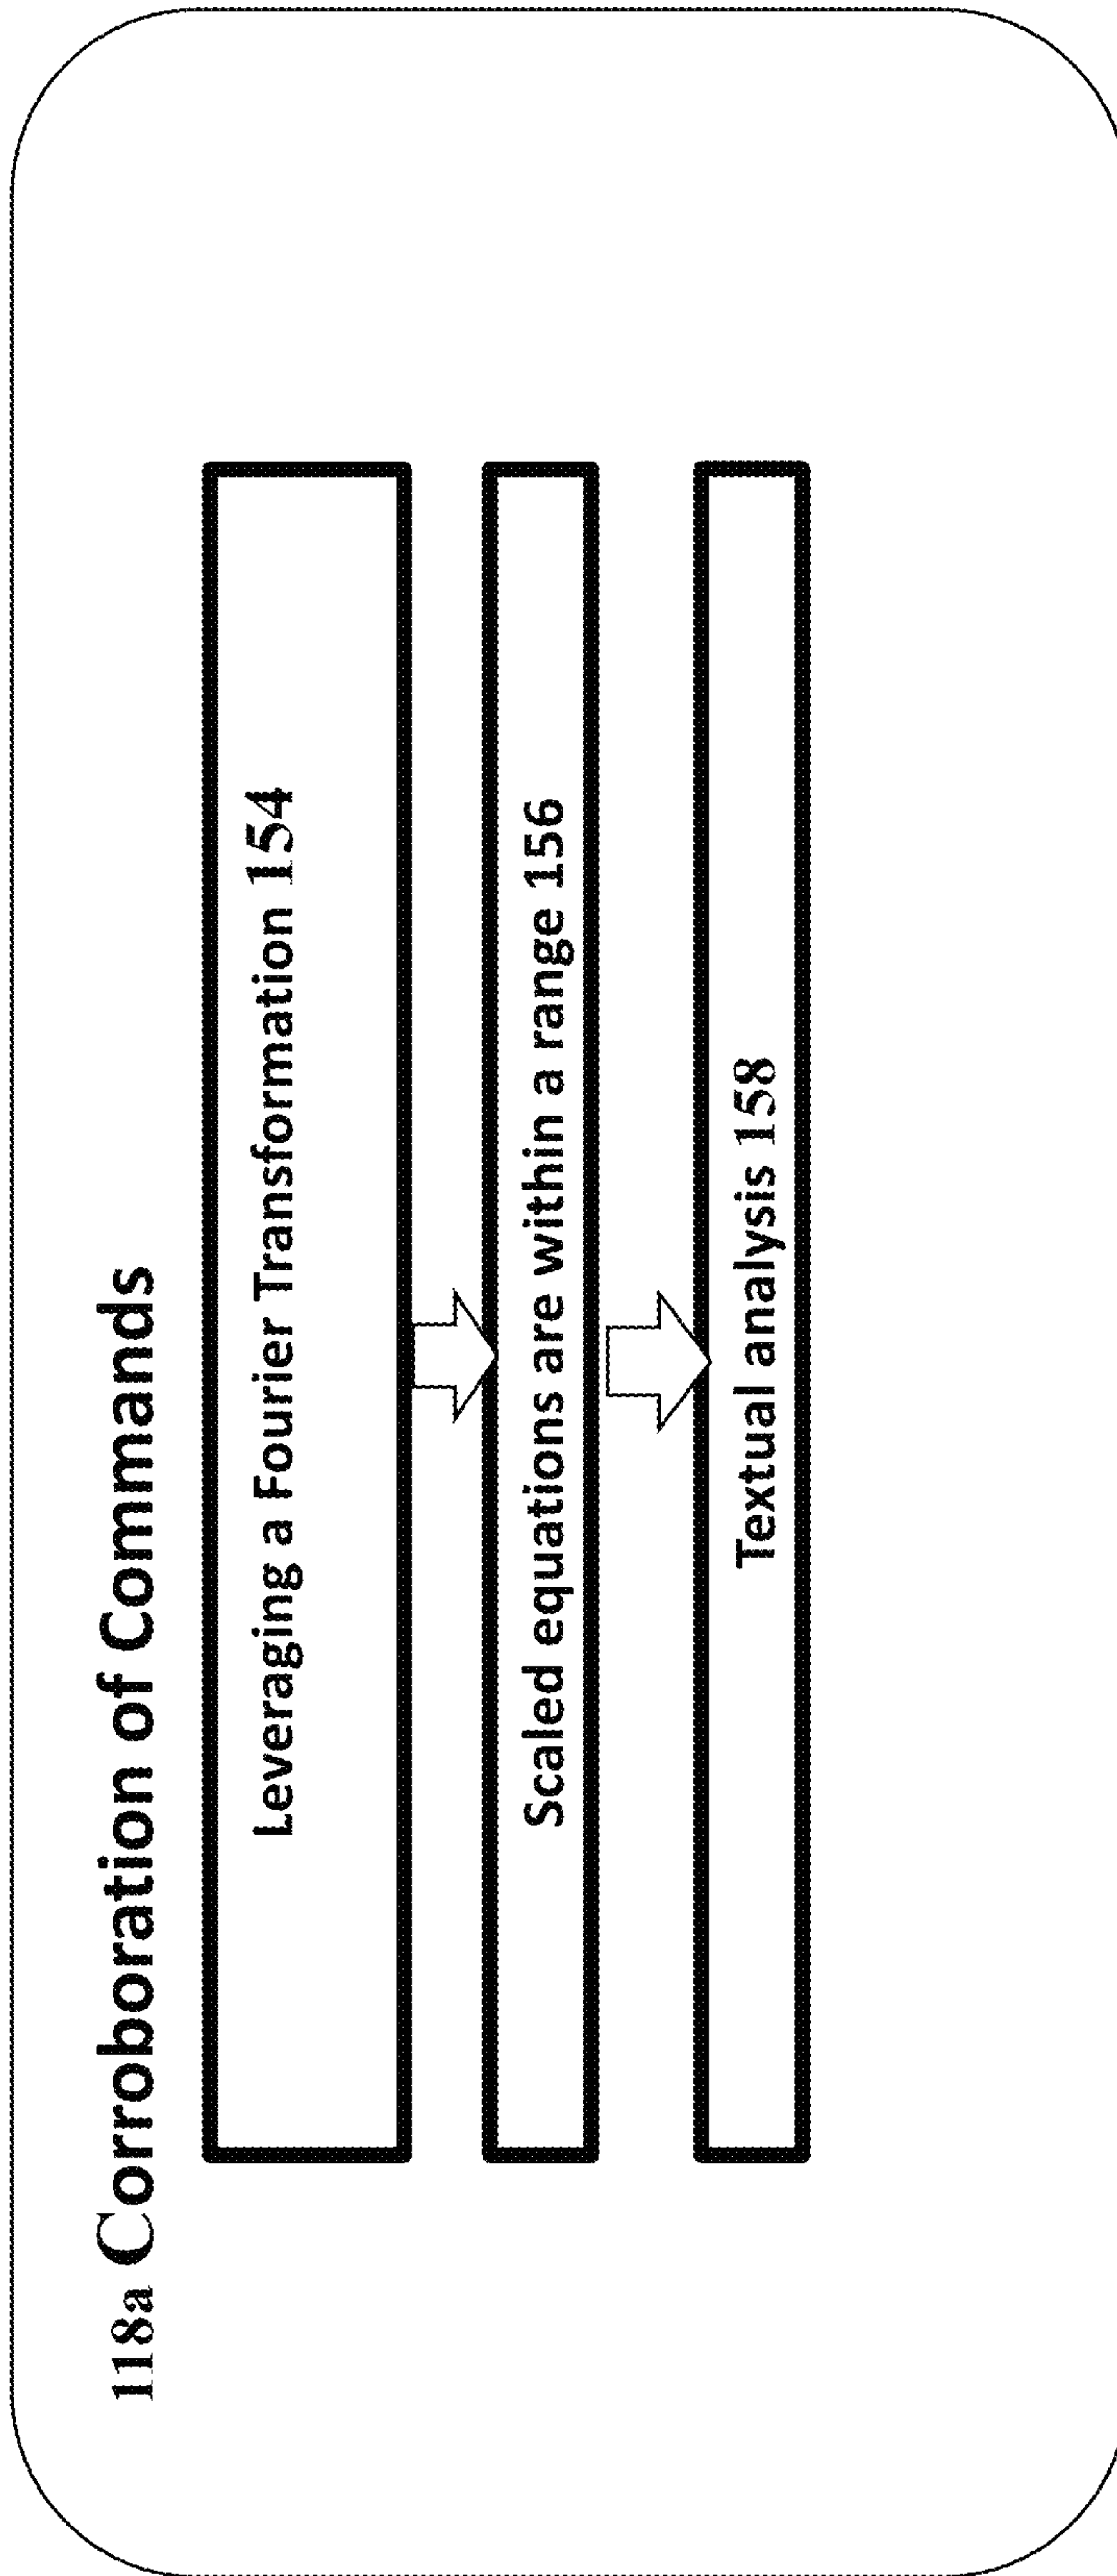 118a Corroboration of Commands
Leveraging a Fourier Transformation 154
Scaled equations are within a range 156
Textual analysis 158